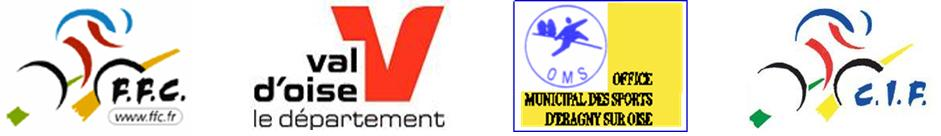 F.F.C.
www.ffc.fr
val
d'oise
le département
OMS
OFFICE
MUNICIPAL DES SPORTS
D'ERAGNY SUR OISE
C.I.F.